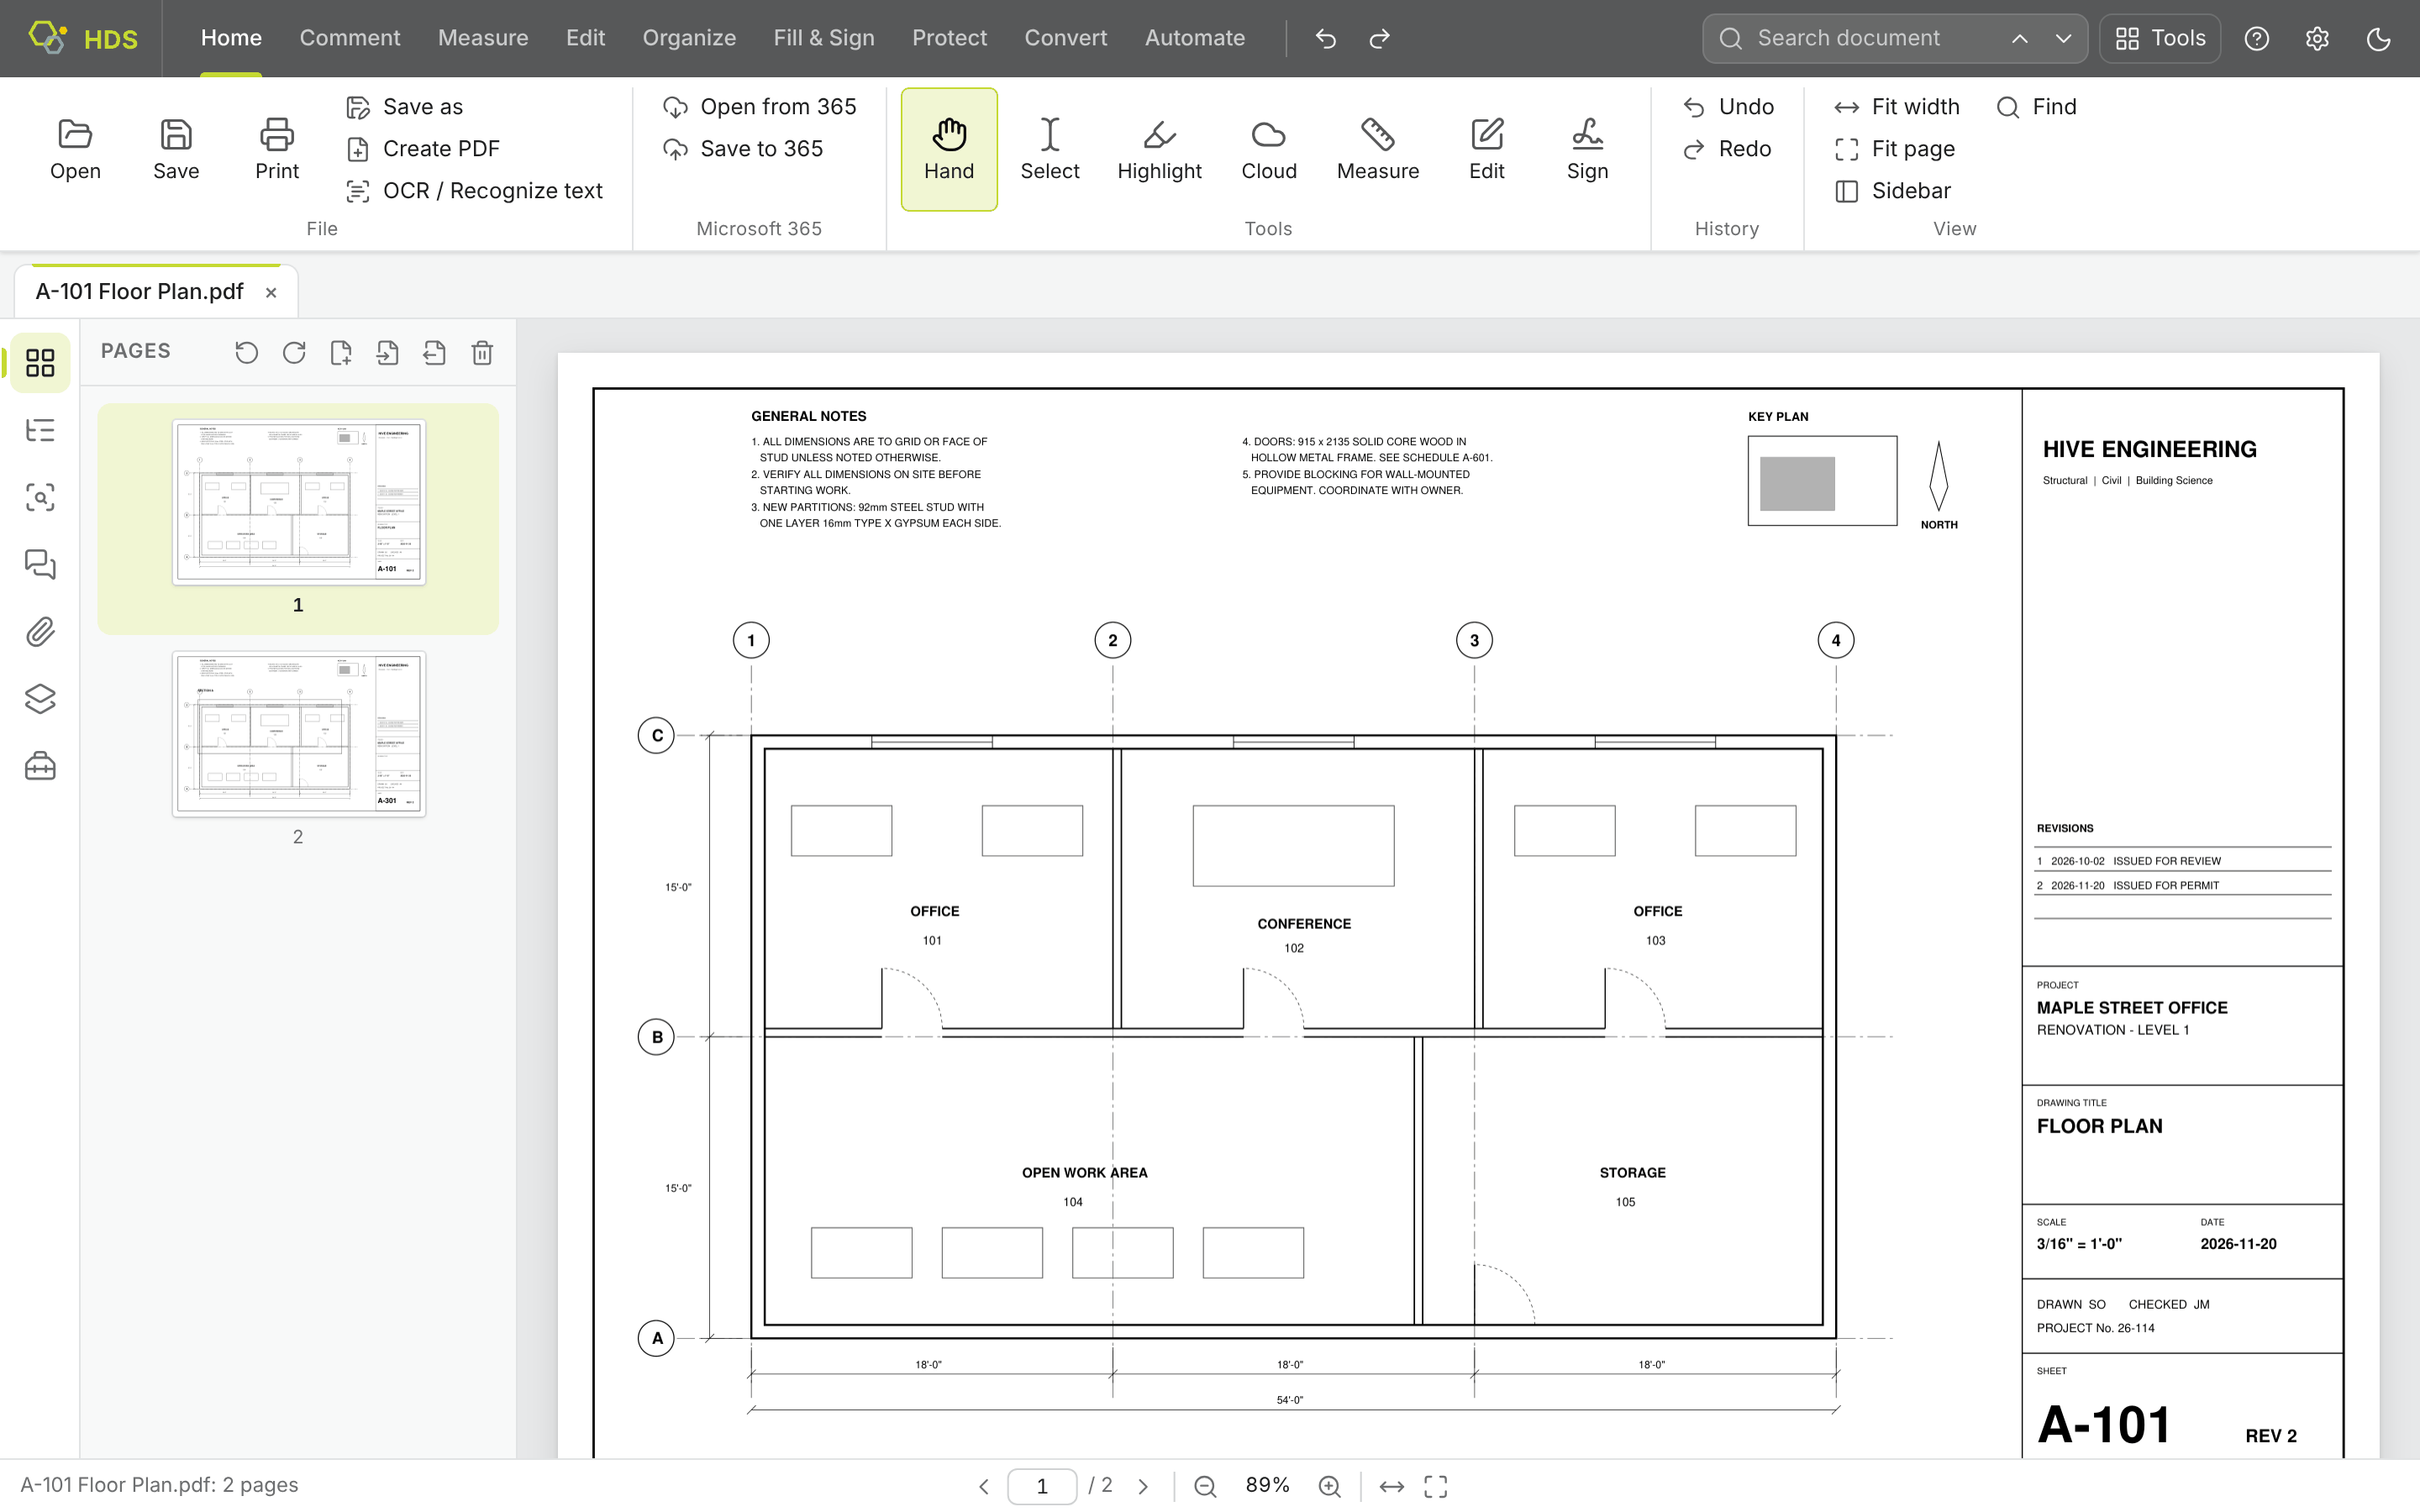 HDS
Home Comment Measure Edit Organize Fill & Sign Protect Convert Automate
Search document
Tools
Open
Save
Print
Save as
Create PDF
OCR / Recognize text
File
Open from 365
Save to 365
Microsoft 365
Hand
Select
Highlight
Cloud
Measure
Edit
Sign
Tools
Undo
Redo
History
Fit width
Fit page
Sidebar
Find
View
A-101 Floor Plan.pdf ×
PAGES
A-101
1
A-301
2
GENERAL NOTES
1. ALL DIMENSIONS ARE TO GRID OR FACE OF
STUD UNLESS NOTED OTHERWISE.
2. VERIFY ALL DIMENSIONS ON SITE BEFORE
STARTING WORK.
3. NEW PARTITIONS: 92mm STEEL STUD WITH
ONE LAYER 16mm TYPE X GYPSUM EACH SIDE.
4. DOORS: 915 x 2135 SOLID CORE WOOD IN
HOLLOW METAL FRAME. SEE SCHEDULE A-601.
5. PROVIDE BLOCKING FOR WALL-MOUNTED
EQUIPMENT. COORDINATE WITH OWNER.
KEY PLAN
NORTH
1 2 3 4
C
B
A
15'-0"
15'-0"
OFFICE
101
CONFERENCE
102
OFFICE
103
OPEN WORK AREA
104
STORAGE
105
18'-0" 18'-0" 18'-0"
54'-0"
HIVE ENGINEERING
Structural | Civil | Building Science
REVISIONS
1 2026-10-02 ISSUED FOR REVIEW
2 2026-11-20 ISSUED FOR PERMIT
PROJECT
MAPLE STREET OFFICE
RENOVATION - LEVEL 1
DRAWING TITLE
FLOOR PLAN
SCALE DATE
3/16" = 1'-0" 2026-11-20
DRAWN SO CHECKED JM
PROJECT No. 26-114
SHEET
A-101 REV 2
A-101 Floor Plan.pdf: 2 pages
1 / 2
89%